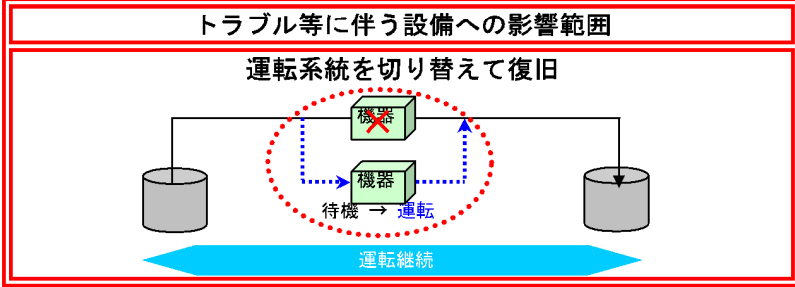 トラブル等に伴う設備への影響範囲
運転系統を切り替えて復旧
機器
機器
待機 → 運転
運転継続